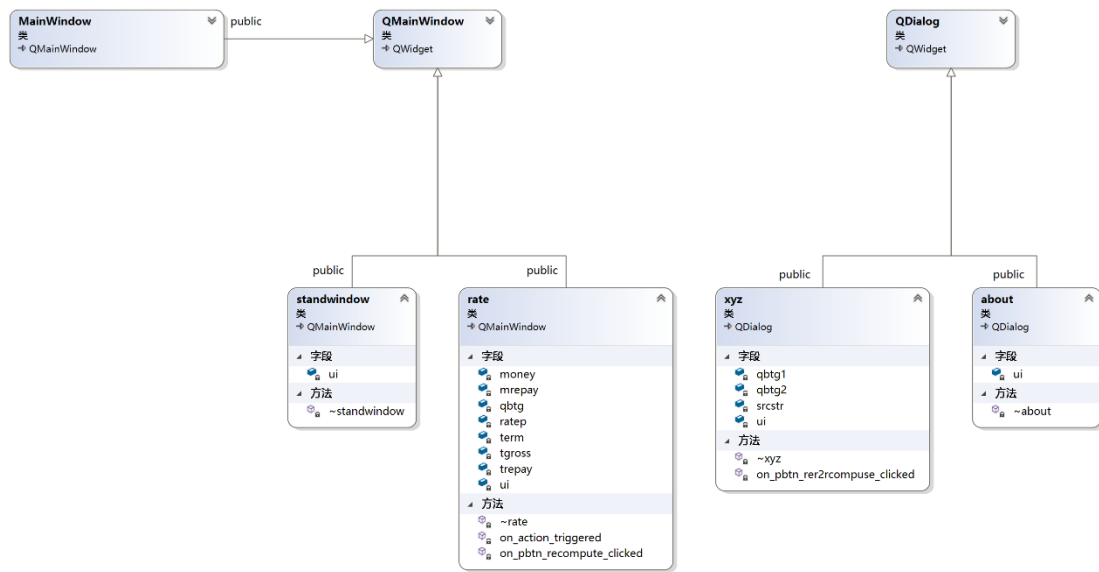 MainWindow
类
QMainWindow
public
QMainWindow
类
QWidget
QDialog
类
QWidget
public
public
public
public
standwindow
类
QMainWindow
字段
ui
方法
~standwindow
rate
类
QMainWindow
字段
money
mrepay
qbtg
ratep
term
tgross
trepay
ui
方法
~rate
on_action_triggered
on_pbtn_recompute_clicked
xyz
类
QDialog
字段
qbtg1
qbtg2
srcstr
ui
方法
~xyz
on_pbtn_rer2rcompuse_clicked
about
类
QDialog
字段
ui
方法
~about